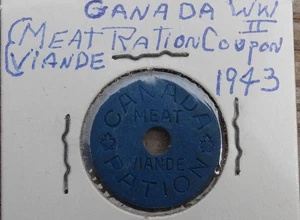 CANADA WW
II
MEAT RATION COUPON
VIANDE
1943
CANADA
MEAT
VIANDE
RATION